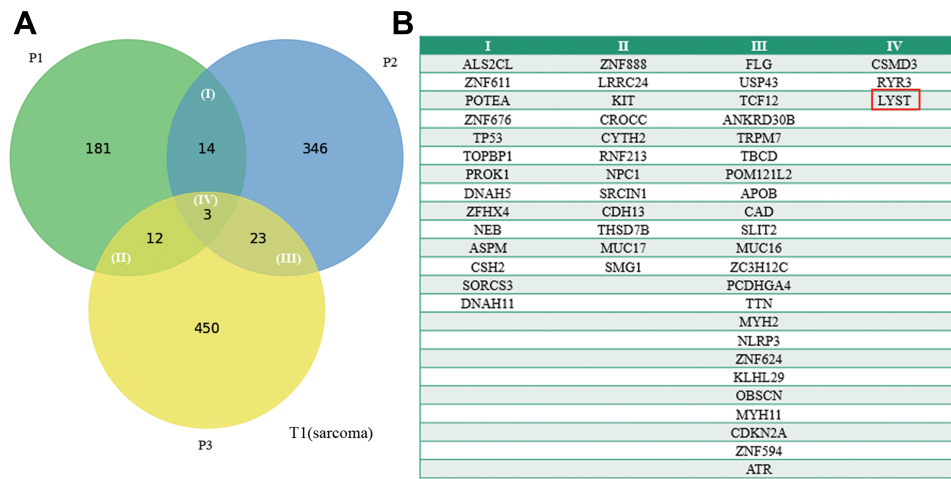 A
P1
P2
(I)
181
14
346
(IV)
3
12
23
(II)
(III)
450
T1(sarcoma)
P3
B
I II III IV
ALS2CL ZNF888 FLG CSMD3
ZNF611 LRRC24 USP43 RYR3
POTEA KIT TCF12 LYST
ZNF676 CROCC ANKRD30B
TP53 CYTH2 TRPM7
TOPBP1 RNF213 TBCD
PROK1 NPC1 POM121L2
DNAH5 SRCIN1 APOB
ZFHX4 CDH13 CAD
NEB THSD7B SLIT2
ASPM MUC17 MUC16
CSH2 SMG1 ZC3H12C
SORCS3 PCDHGA4
DNAH11 TTN
MYH2
NLRP3
ZNF624
KLHL29
OBSCN
MYH11
CDKN2A
ZNF594
ATR